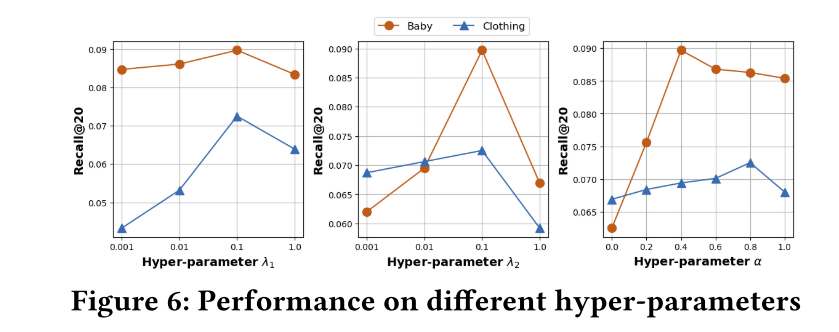 Baby Clothing
0.09
0.08
0.07
0.06
0.05
Recall@20
0.001 0.01 0.1 1.0
Hyper-parameter λ1
0.090
0.085
0.080
0.075
0.070
0.065
0.060
Recall@20
0.001 0.01 0.1 1.0
Hyper-parameter λ2
0.090
0.085
0.080
0.075
0.070
0.065
Recall@20
0.0 0.2 0.4 0.6 0.8 1.0
Hyper-parameter α
Figure 6: Performance on different hyper-parameters